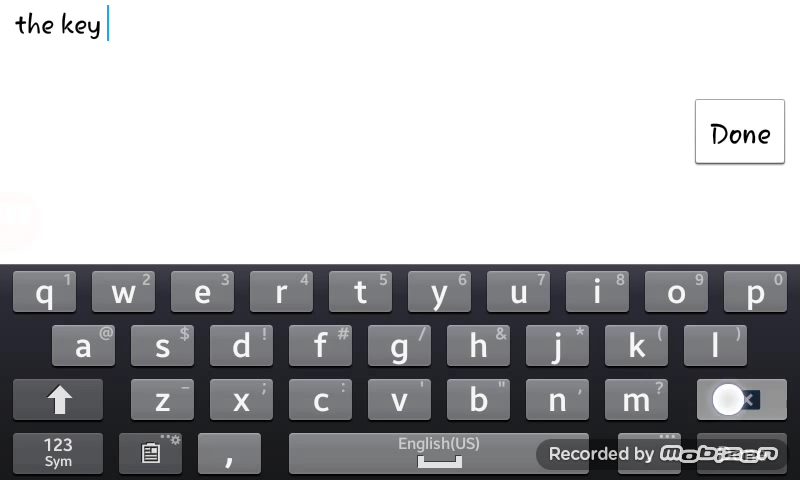 the key
Done
q 1 w 2 e 3 r 4 t 5 y 6 u 7 i 8 o 9 p 0
a @ s $ d ! f # g / h & j * k ( l )
z - x ; c : v ' b " n , m ?
123
Sym
,
English(US)
Recorded by mobizen